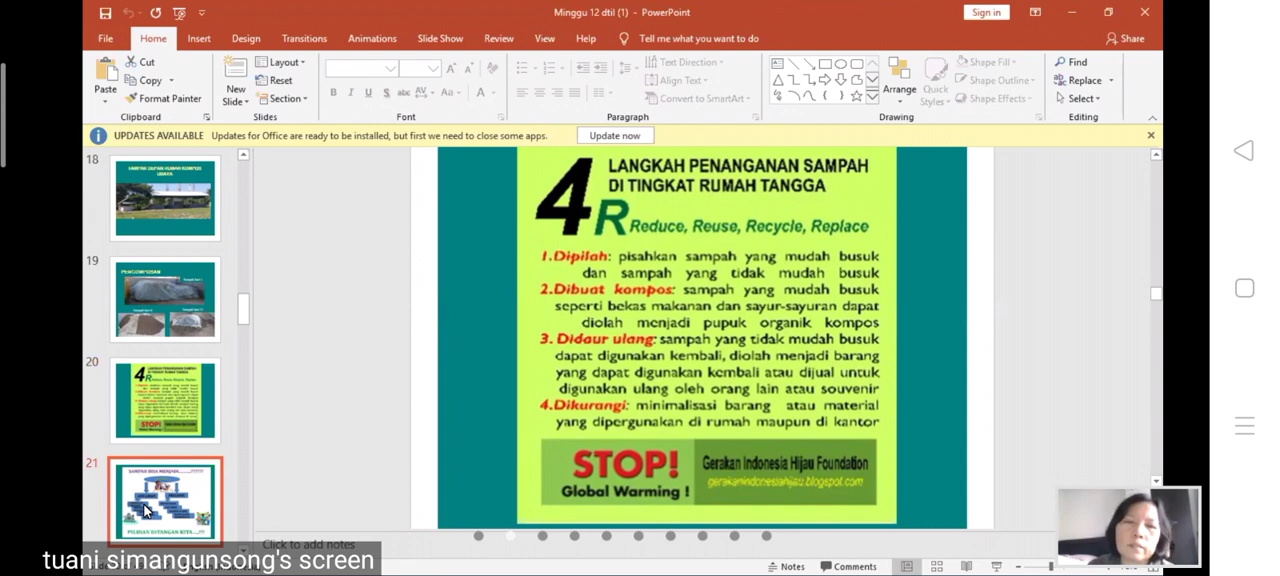 Minggu 12 dtil (1) - PowerPoint
Sign in
File Home Insert Design Transitions Animations Slide Show Review View Help Tell me what you want to do Share
Cut
Copy
Format Painter
Paste
Clipboard
New
Slide
Layout
Reset
Section
Slides
Font
Text Direction
Align Text
Convert to SmartArt
Paragraph
Arrange
Quick
Styles
Shape Fill
Shape Outline
Shape Effects
Drawing
Find
Replace
Select
Editing
UPDATES AVAILABLE Updates for Office are ready to be installed, but first we need to close some apps. Update now
18
19
PENGOMPOSAN
20
21
SAMPAH BISA MENJADI
PILIHAN DITANGAN KITA
4R
LANGKAH PENANGANAN SAMPAH
DI TINGKAT RUMAH TANGGA
Reduce, Reuse, Recycle, Replace
1.Dipilah: pisahkan sampah yang mudah busuk
dan sampah yang tidak mudah busuk
2.Dibuat kompos: sampah yang mudah busuk
seperti bekas makanan dan sayur-sayuran dapat
diolah menjadi pupuk organik kompos
3. Didaur ulang: sampah yang tidak mudah busuk
dapat digunakan kembali, diolah menjadi barang
yang dapat digunakan kembali atau dijual untuk
digunakan ulang oleh orang lain atau souvenir
4.Dikurangi: minimalisasi barang atau material
yang dipergunakan di rumah maupun di kantor
STOP!
Global Warming !
Gerakan Indonesia Hijau Foundation
gerakanindonesiahijau.blogspot.com
Click to add notes
tuani simangunsong's screen
Notes
Comments